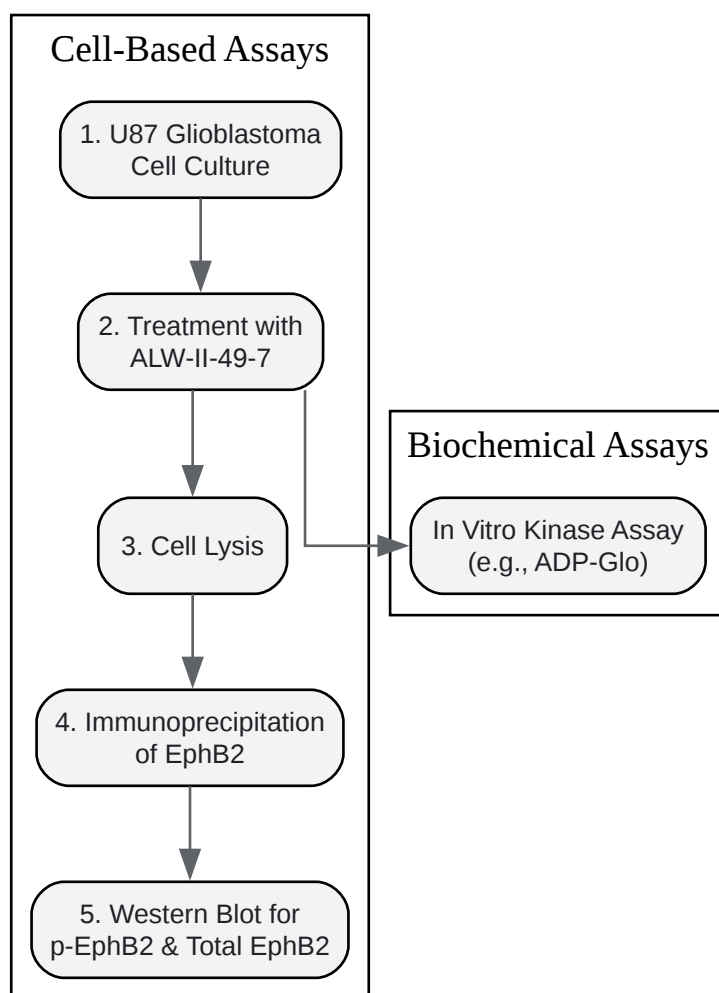 Cell-Based Assays
1. U87 Glioblastoma
Cell Culture
2. Treatment with
ALW-II-49-7
3. Cell Lysis
4. Immunoprecipitation
of EphB2
5. Western Blot for
p-EphB2 & Total EphB2
Biochemical Assays
In Vitro Kinase Assay
(e.g., ADP-Glo)